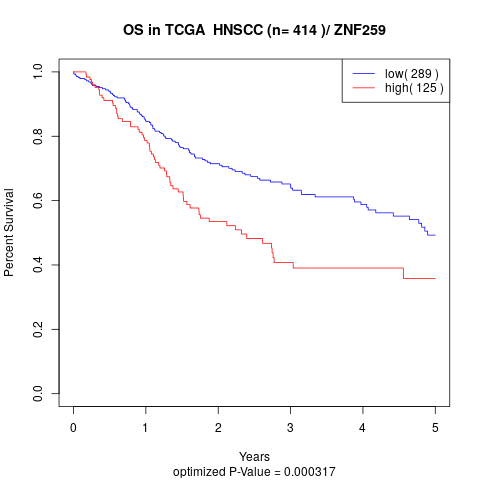 OS in TCGA HNSCC (n= 414 )/ ZNF259
low( 289 )
high( 125 )
Percent Survival
1.0
0.8
0.6
0.4
0.2
0.0
0 1 2 3 4 5
Years
optimized P-Value = 0.000317